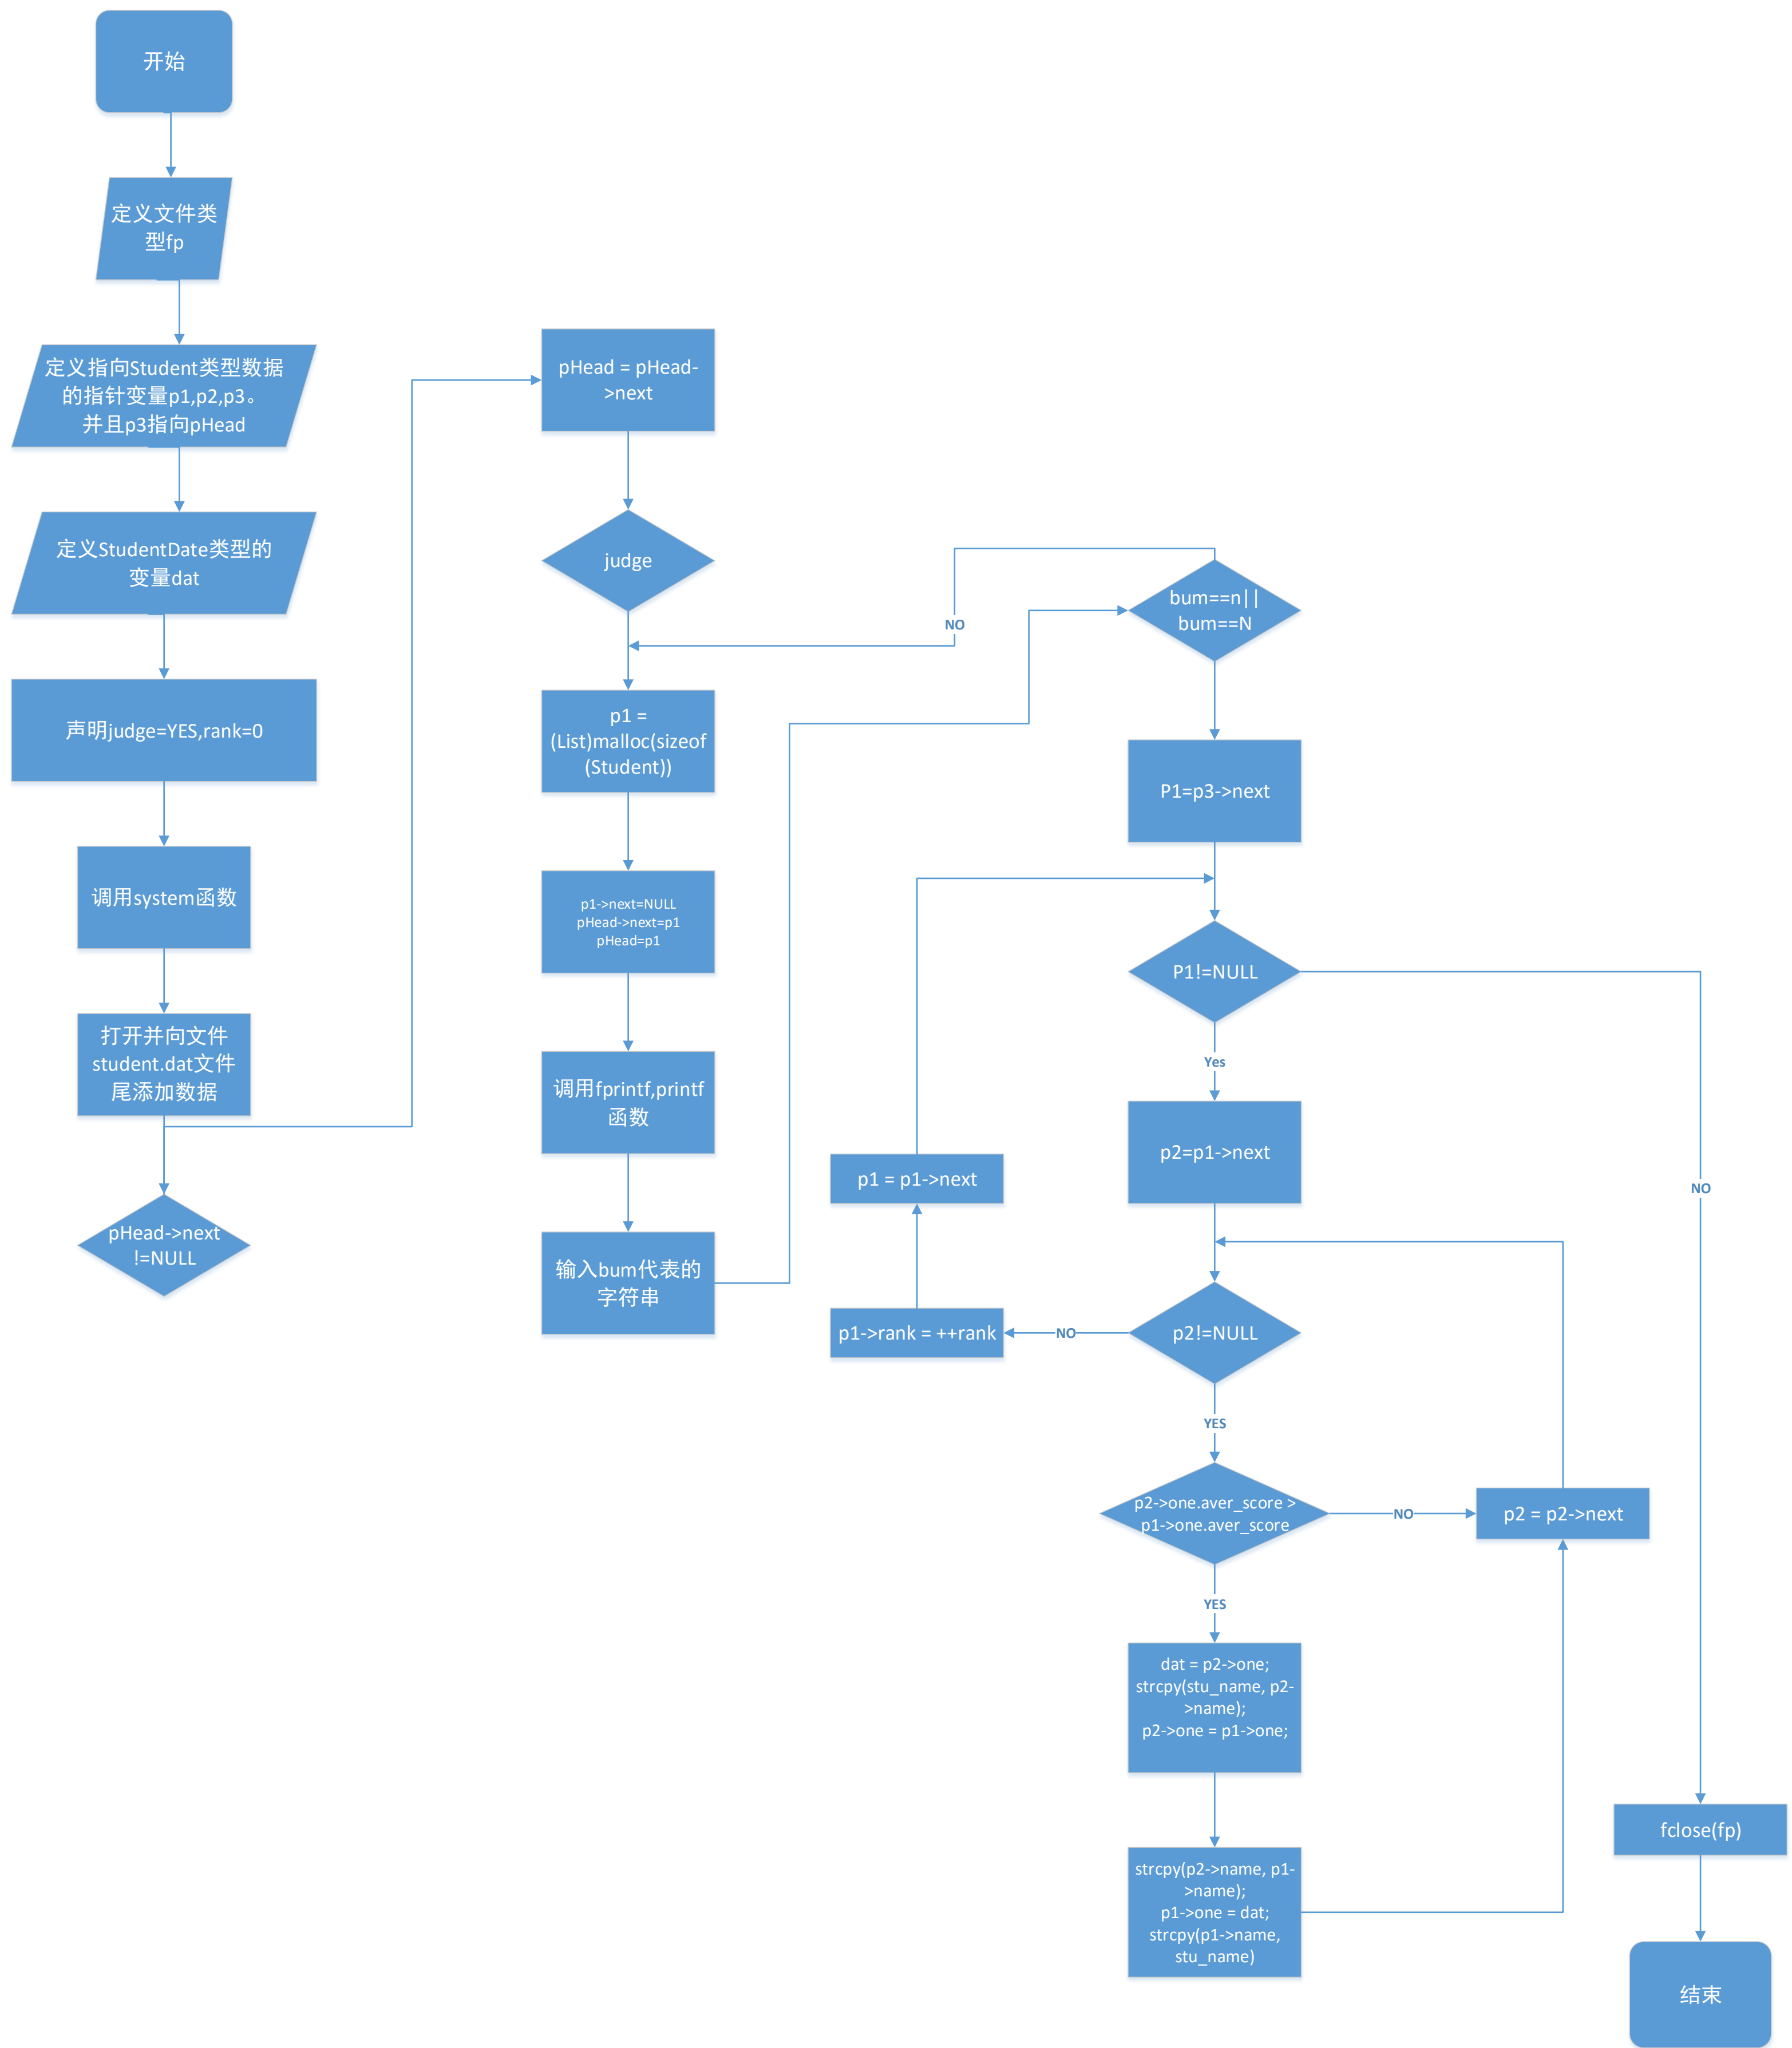 开始
定义文件类
型fp
定义指向Student类型数据
的指针变量p1,p2,p3。
并且p3指向pHead
定义StudentDate类型的
变量dat
声明judge=YES,rank=0
调用system函数
打开并向文件
student.dat文件
尾添加数据
pHead->next
!=NULL
pHead = pHead-
>next
judge
p1 =
(List)malloc(sizeof
(Student))
p1->next=NULL
pHead->next=p1
pHead=p1
调用fprintf,printf
函数
输入bum代表的
字符串
bum==n||
bum==N
NO
P1=p3->next
P1!=NULL
Yes
NO
p2=p1->next
p1 = p1->next
p2!=NULL
NO
p1->rank = ++rank
YES
p2->one.aver_score >
p1->one.aver_score
NO
p2 = p2->next
YES
dat = p2->one;
strcpy(stu_name, p2-
>name);
p2->one = p1->one;
strcpy(p2->name, p1-
>name);
p1->one = dat;
strcpy(p1->name,
stu_name)
fclose(fp)
结束